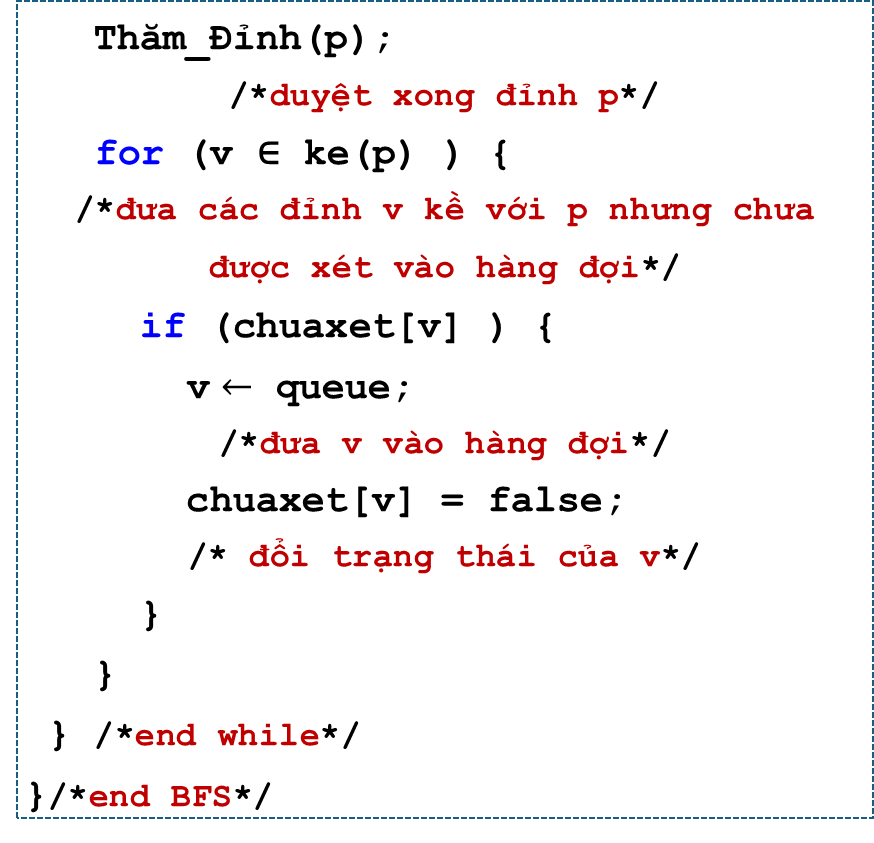 Thăm_Đỉnh(p);
/*duyệt xong đỉnh p*/
for (v ∈ ke(p) ) {
/*đưa các đỉnh v kề với p nhưng chưa
được xét vào hàng đợi*/
if (chuaxet[v] ) {
v ← queue;
/*đưa v vào hàng đợi*/
chuaxet[v] = false;
/* đổi trạng thái của v*/
}
}
} /*end while*/
}/*end BFS*/